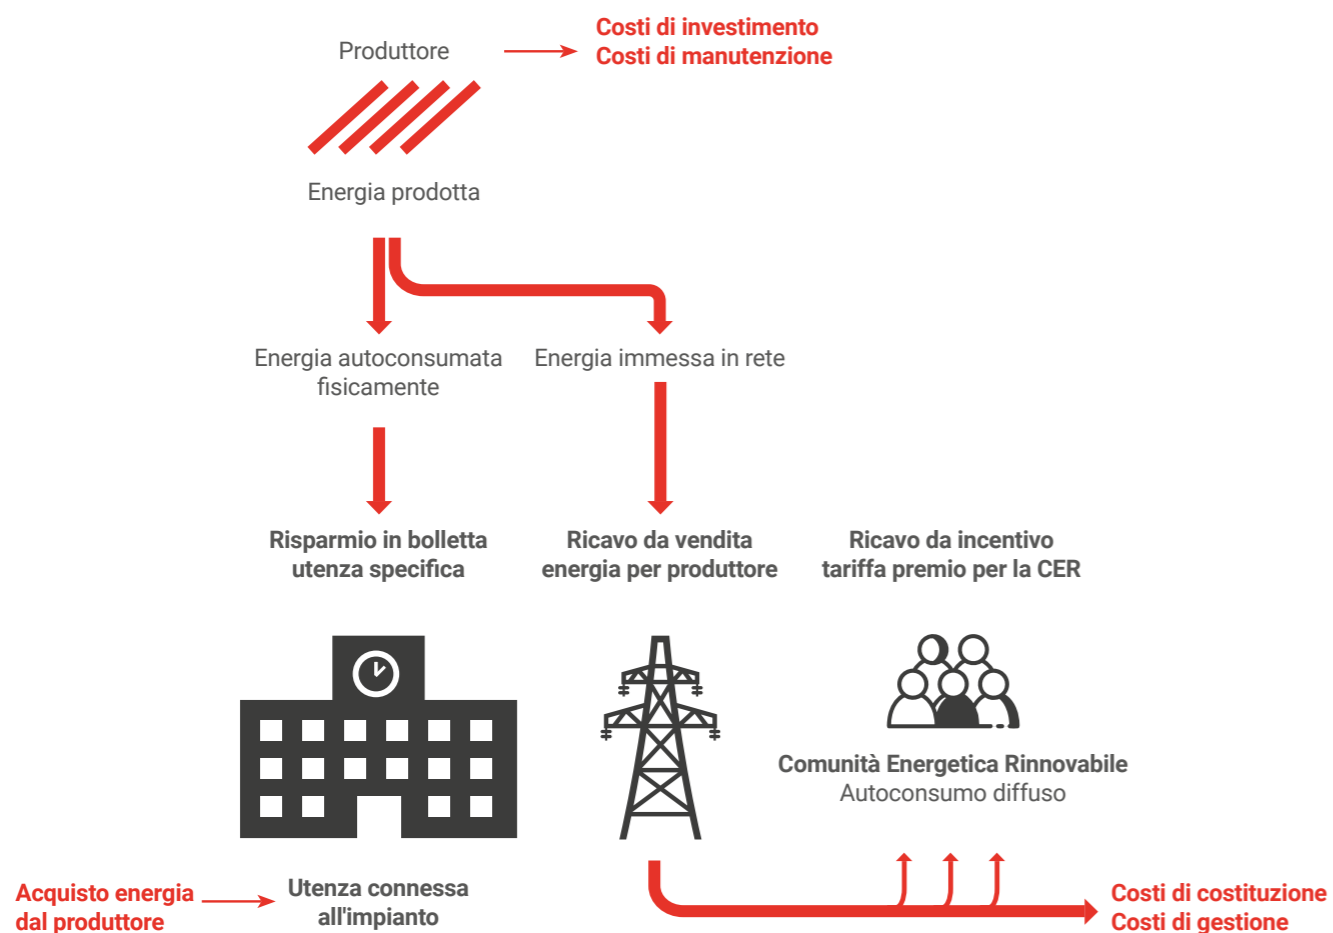 Produttore
Costi di investimento
Costi di manutenzione
Energia prodotta
Energia autoconsumata
fisicamente
Energia immessa in rete
Risparmio in bolletta
utenza specifica
Ricavo da vendita
energia per produttore
Ricavo da incentivo
tariffa premio per la CER
Comunità Energetica Rinnovabile
Autoconsumo diffuso
Acquisto energia
dal produttore
Utenza connessa
all'impianto
Costi di costituzione
Costi di gestione